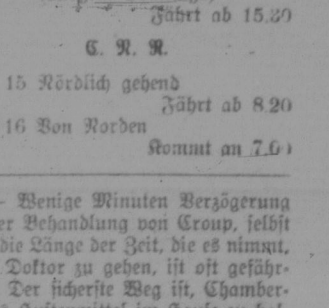 Fährt ab 15.30
C. N. R.
15 Nördlich gehend
Fährt ab 8.20
16 Von Norden
Kommt an 7.00
— Wenige Minuten Verzögerung
er Behandlung von Croup, selbst
die Länge der Zeit, die es nimmt,
Doktor zu gehen, ist oft gefähr-
Der sicherste Weg ist, Chamber-